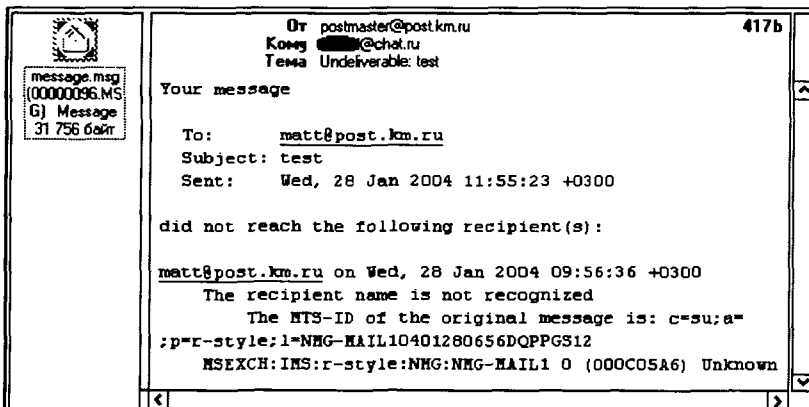 message.msg
(00000096.MS
G) Message
31 756 байт
От postmaster@post.km.ru
417b
Кому @chat.ru
Тема Undeliverable: test
Your message
To: matt@post.km.ru
Subject: test
Sent: Wed, 28 Jan 2004 11:55:23 +0300
did not reach the following recipient(s):
matt@post.km.ru on Wed, 28 Jan 2004 09:56:36 +0300
The recipient name is not recognized
The MTS-ID of the original message is: c=su;a=
;p=r-style;l=NMG-MAIL10401280656DQPPGS12
MSEXCH:IMS:r-style:NMG:NMG-MAIL1 0 (000C05A6) Unknown